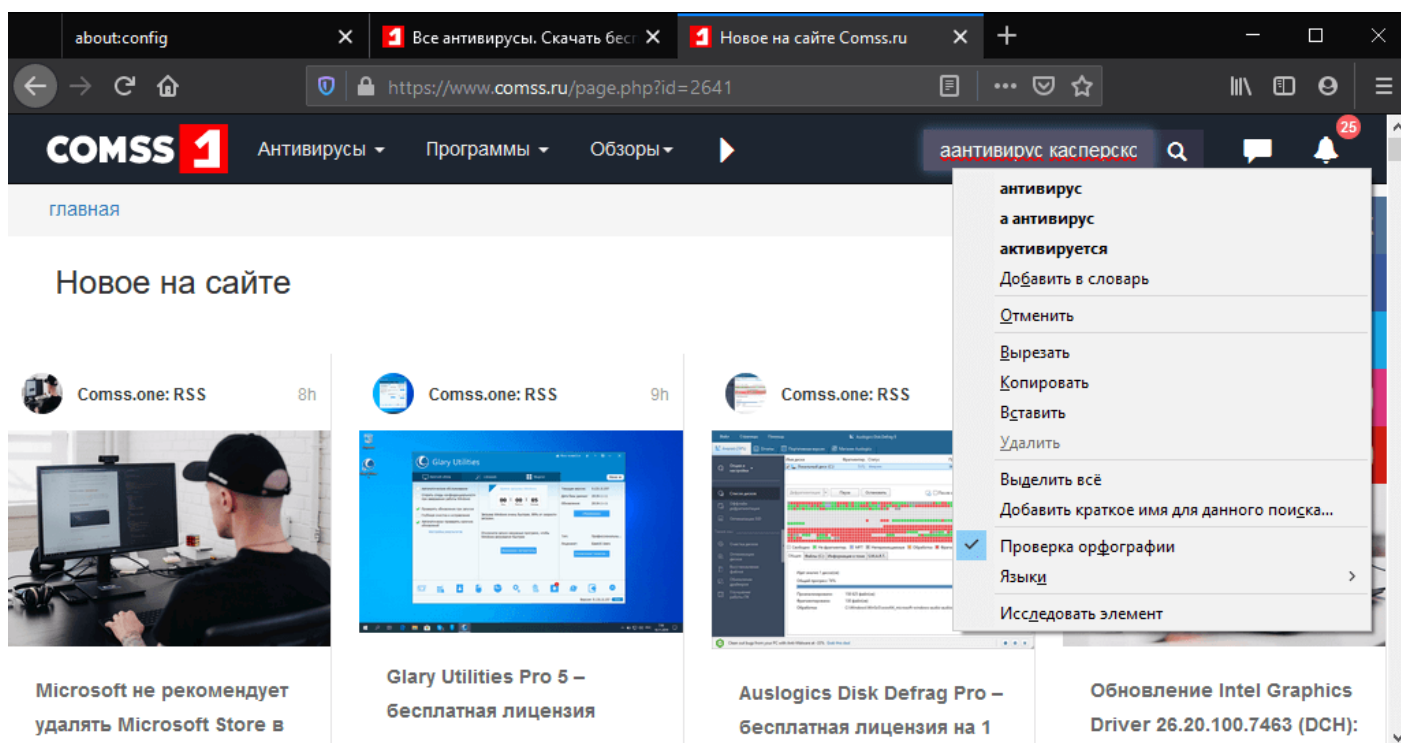 about:config
Все антивирусы. Скачать бесп
Новое на сайте Comss.ru
https://www.comss.ru/page.php?id=2641
COMSS 1
Антивирусы
Программы
Обзоры
аантивирус касперско
25
главная
антивирус
а антивирус
активируется
Добавить в словарь
Отменить
Вырезать
Копировать
Вставить
Удалить
Выделить всё
Добавить краткое имя для данного поиска...
Проверка орфографии
Языки
Исследовать элемент
Новое на сайте
Comss.one: RSS 8h
Microsoft не рекомендует
удалять Microsoft Store в
Comss.one: RSS 9h
Glary Utilities
Glary Utilities Pro 5 –
бесплатная лицензия
Comss.one: RSS
Auslogics Disk Defrag Pro –
бесплатная лицензия на 1
Обновление Intel Graphics
Driver 26.20.100.7463 (DCH):